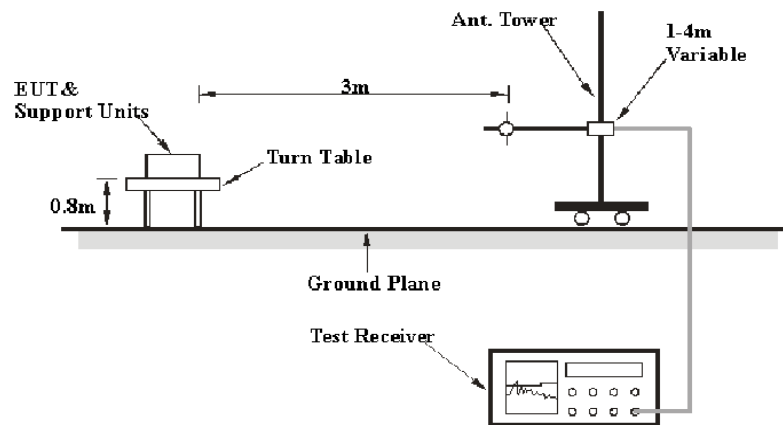 Ant. Tower
1-4m
Variable
EUT&
Support Units
3m
Turn Table
0.8m
Ground Plane
Test Receiver